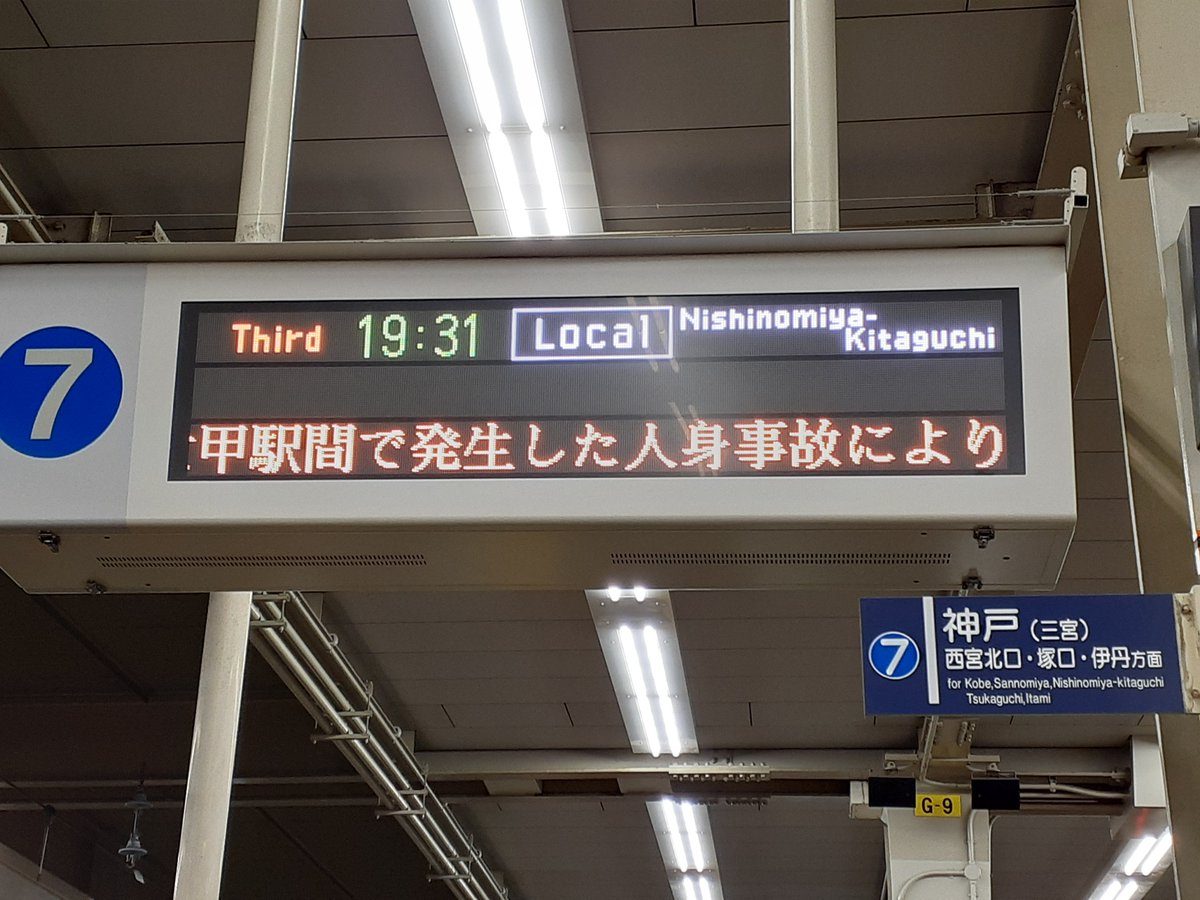 7
Third 19:31 Local Nishinomiya-
Kitaguchi
甲駅間で発生した人身事故により
7 神戸(三宮)
西宮北口・塚口・伊丹方面
for Kobe,Sannomiya,Nishinomiya-kitaguchi
Tsukaguchi,Itami
G-9